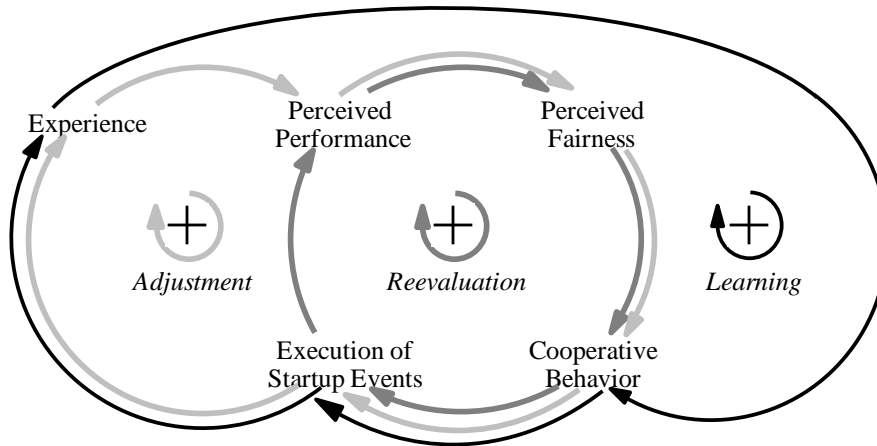 Experience
Perceived
Performance
Perceived
Fairness
Adjustment
Reevaluation
Learning
Execution of
Startup Events
Cooperative
Behavior